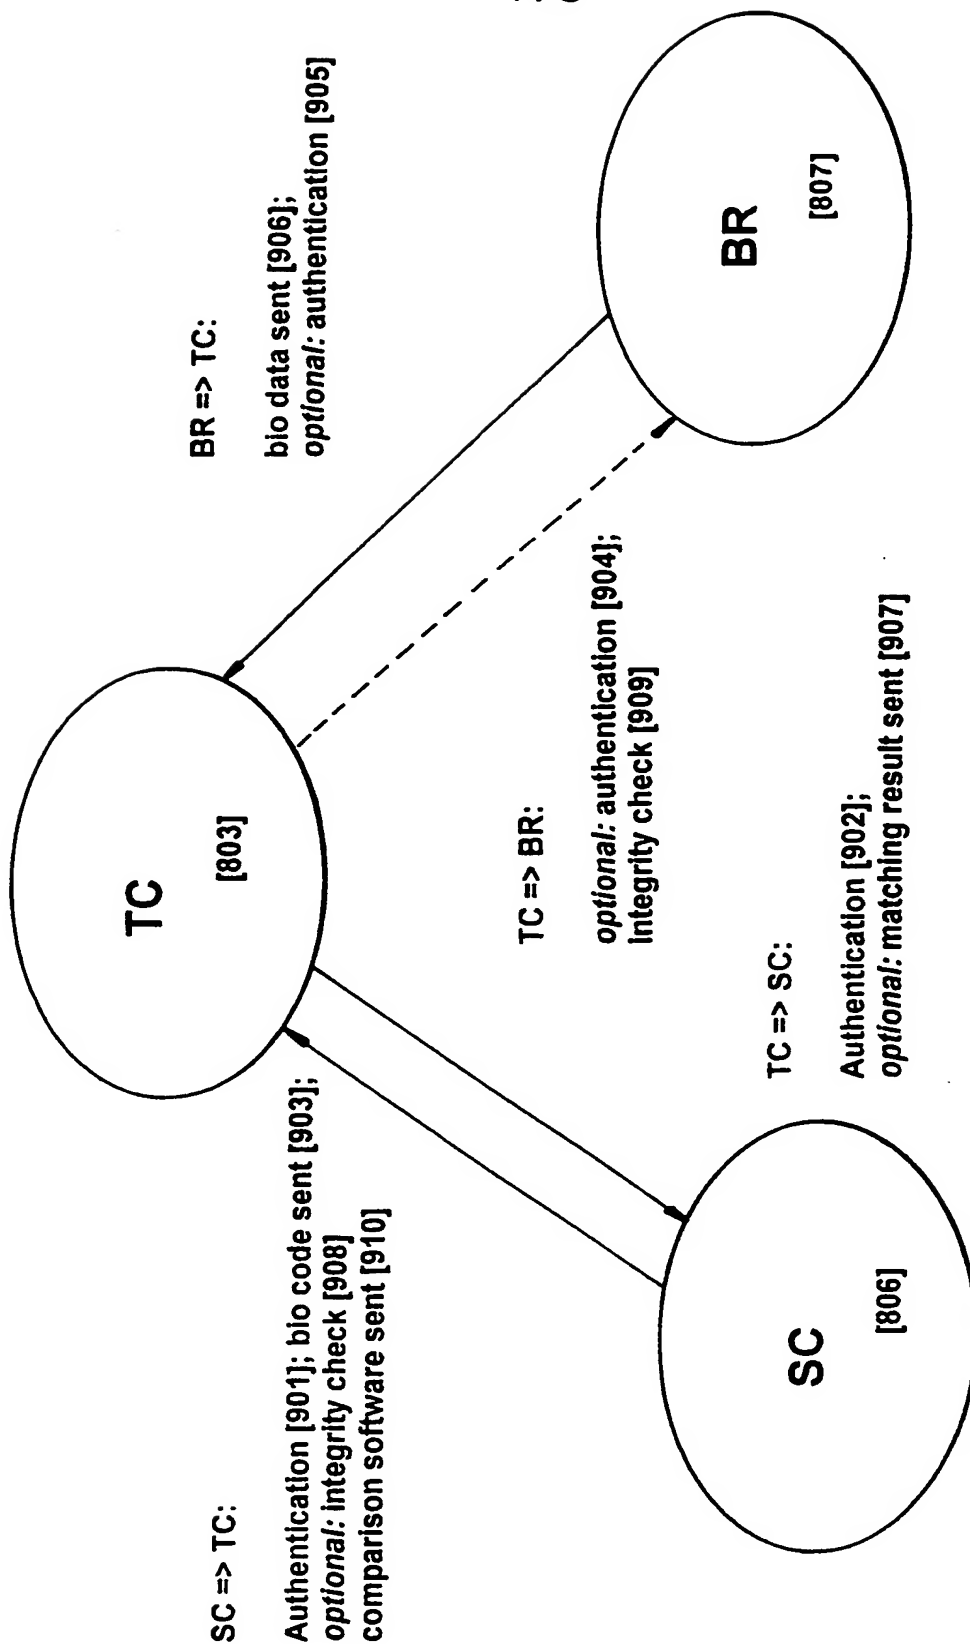 SC => TC:
Authentication [901]; bio code sent [903];
optional: integrity check [908]
comparison software sent [910]
TC
[803]
BR => TC:
bio data sent [906];
optional: authentication [905]
TC => BR:
optional: authentication [904];
integrity check [909]
TC => SC:
Authentication [902];
optional: matching result sent [907]
SC
[806]
BR
[807]